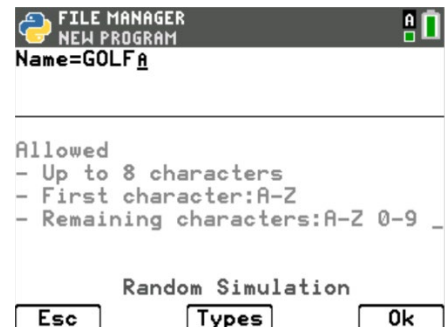 FILE MANAGER
NEW PROGRAM
A
Name=GOLFA
Allowed
- Up to 8 characters
- First character:A-Z
- Remaining characters:A-Z 0-9 _
Random Simulation
Esc Types Ok